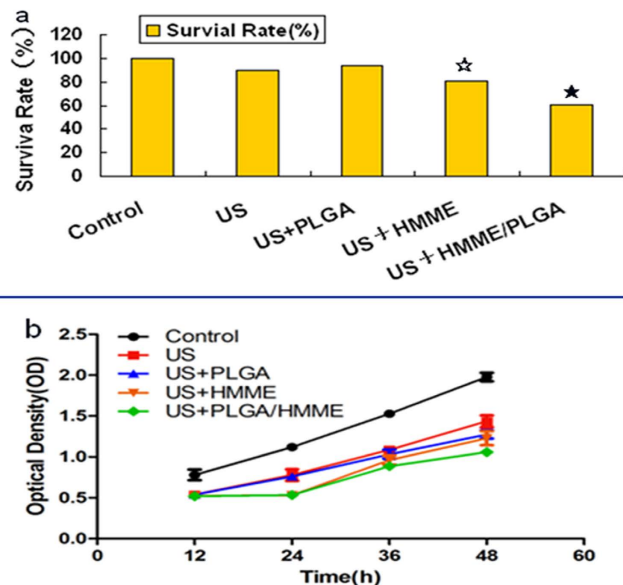 a
Survial Rate(%)
Surviva Rate (%)
120
100
80
60
40
20
0
Control
US
US+PLGA
US+HMME
US+HMME/PLGA
b
Control
US
US+PLGA
US+HMME
US+PLGA/HMME
Optical Density(OD)
2.5
2.0
1.5
1.0
0.5
0.0
0
12
24
36
48
60
Time(h)